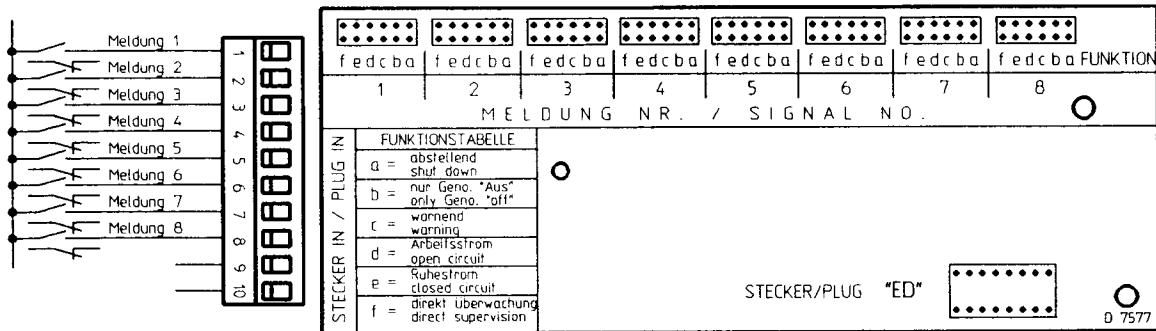 Meldung 1
Meldung 2
Meldung 3
Meldung 4
Meldung 5
Meldung 6
Meldung 7
Meldung 8
1
2
3
4
5
6
7
8
9
10
f e d c b a f e d c b a f e d c b a f e d c b a f e d c b a f e d c b a f e d c b a f e d c b a FUNKTION
1 2 3 4 5 6 7 8
MELDUNG NR. / SIGNAL NO.
STECKER IN / PLUG IN
FUNKTIONSTABELLE
a = abstellend
shut down
b = nur Geno. "Aus"
only Geno. "off"
c = warnend
warning
d = Arbeitsstrom
open circuit
e = Ruhestrom
closed circuit
f = direkt Überwachung
direct supervision
STECKER/PLUG "ED"
D 7577